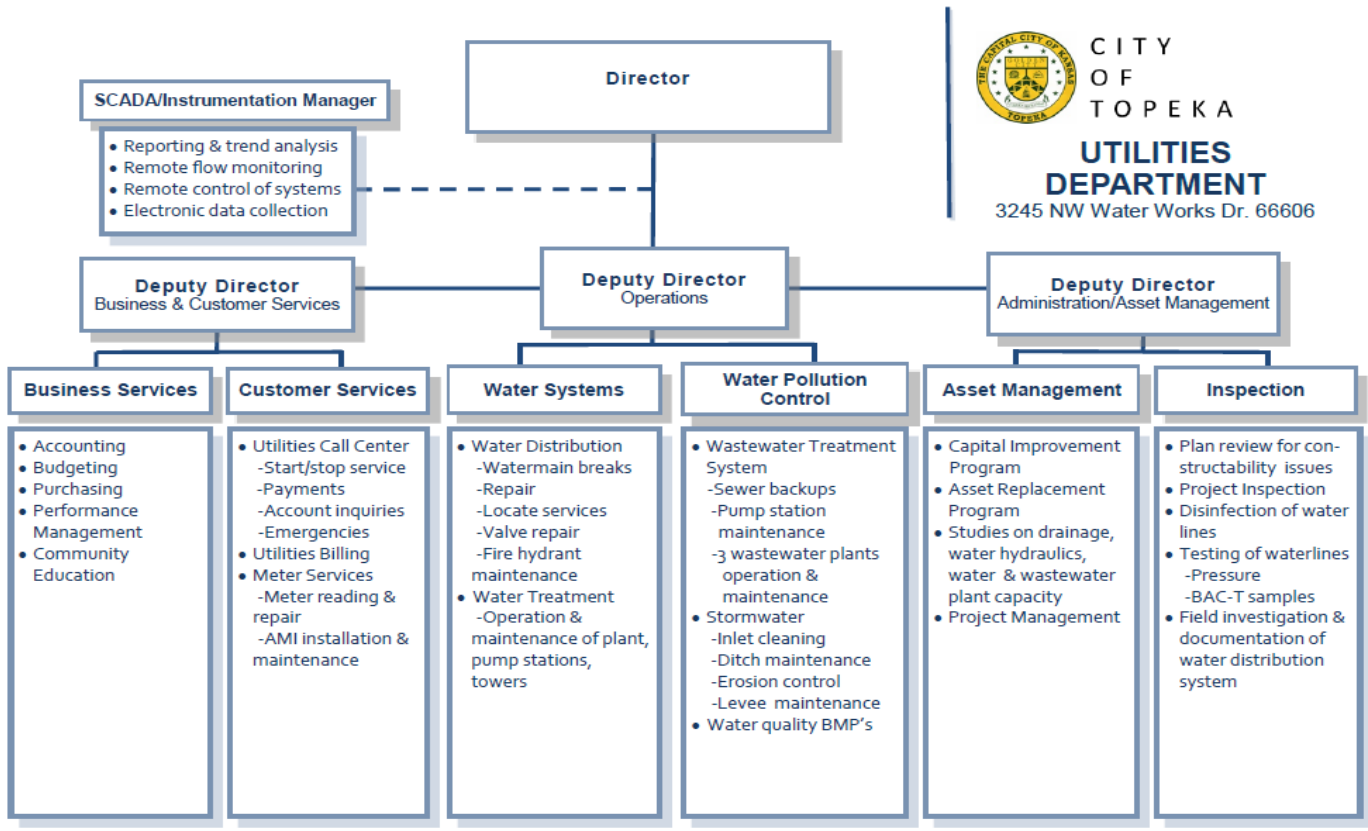 Director
SCADA/Instrumentation Manager
• Reporting & trend analysis
• Remote flow monitoring
• Remote control of systems
• Electronic data collection
THE CAPITAL CITY OF KANSAS
GOLDEN CITY
TOPEKA
CITY
OF
TOPEKA
UTILITIES
DEPARTMENT
3245 NW Water Works Dr. 66606
Deputy Director
Business & Customer Services
Deputy Director
Operations
Deputy Director
Administration/Asset Management
Business Services
• Accounting
• Budgeting
• Purchasing
• Performance
Management
• Community
Education
Customer Services
• Utilities Call Center
-Start/stop service
-Payments
-Account inquiries
-Emergencies
• Utilities Billing
• Meter Services
-Meter reading &
repair
-AMI installation &
maintenance
Water Systems
• Water Distribution
-Watermain breaks
-Repair
-Locate services
-Valve repair
-Fire hydrant
maintenance
• Water Treatment
-Operation &
maintenance of plant,
pump stations,
towers
Water Pollution
Control
• Wastewater Treatment
System
-Sewer backups
-Pump station
maintenance
-3 wastewater plants
operation &
maintenance
• Stormwater
-Inlet cleaning
-Ditch maintenance
-Erosion control
-Levee maintenance
• Water quality BMP's
Asset Management
• Capital Improvement
Program
• Asset Replacement
Program
• Studies on drainage,
water hydraulics,
water & wastewater
plant capacity
• Project Management
Inspection
• Plan review for con-
structability issues
• Project Inspection
• Disinfection of water
lines
• Testing of waterlines
-Pressure
-BAC-T samples
• Field investigation &
documentation of
water distribution
system